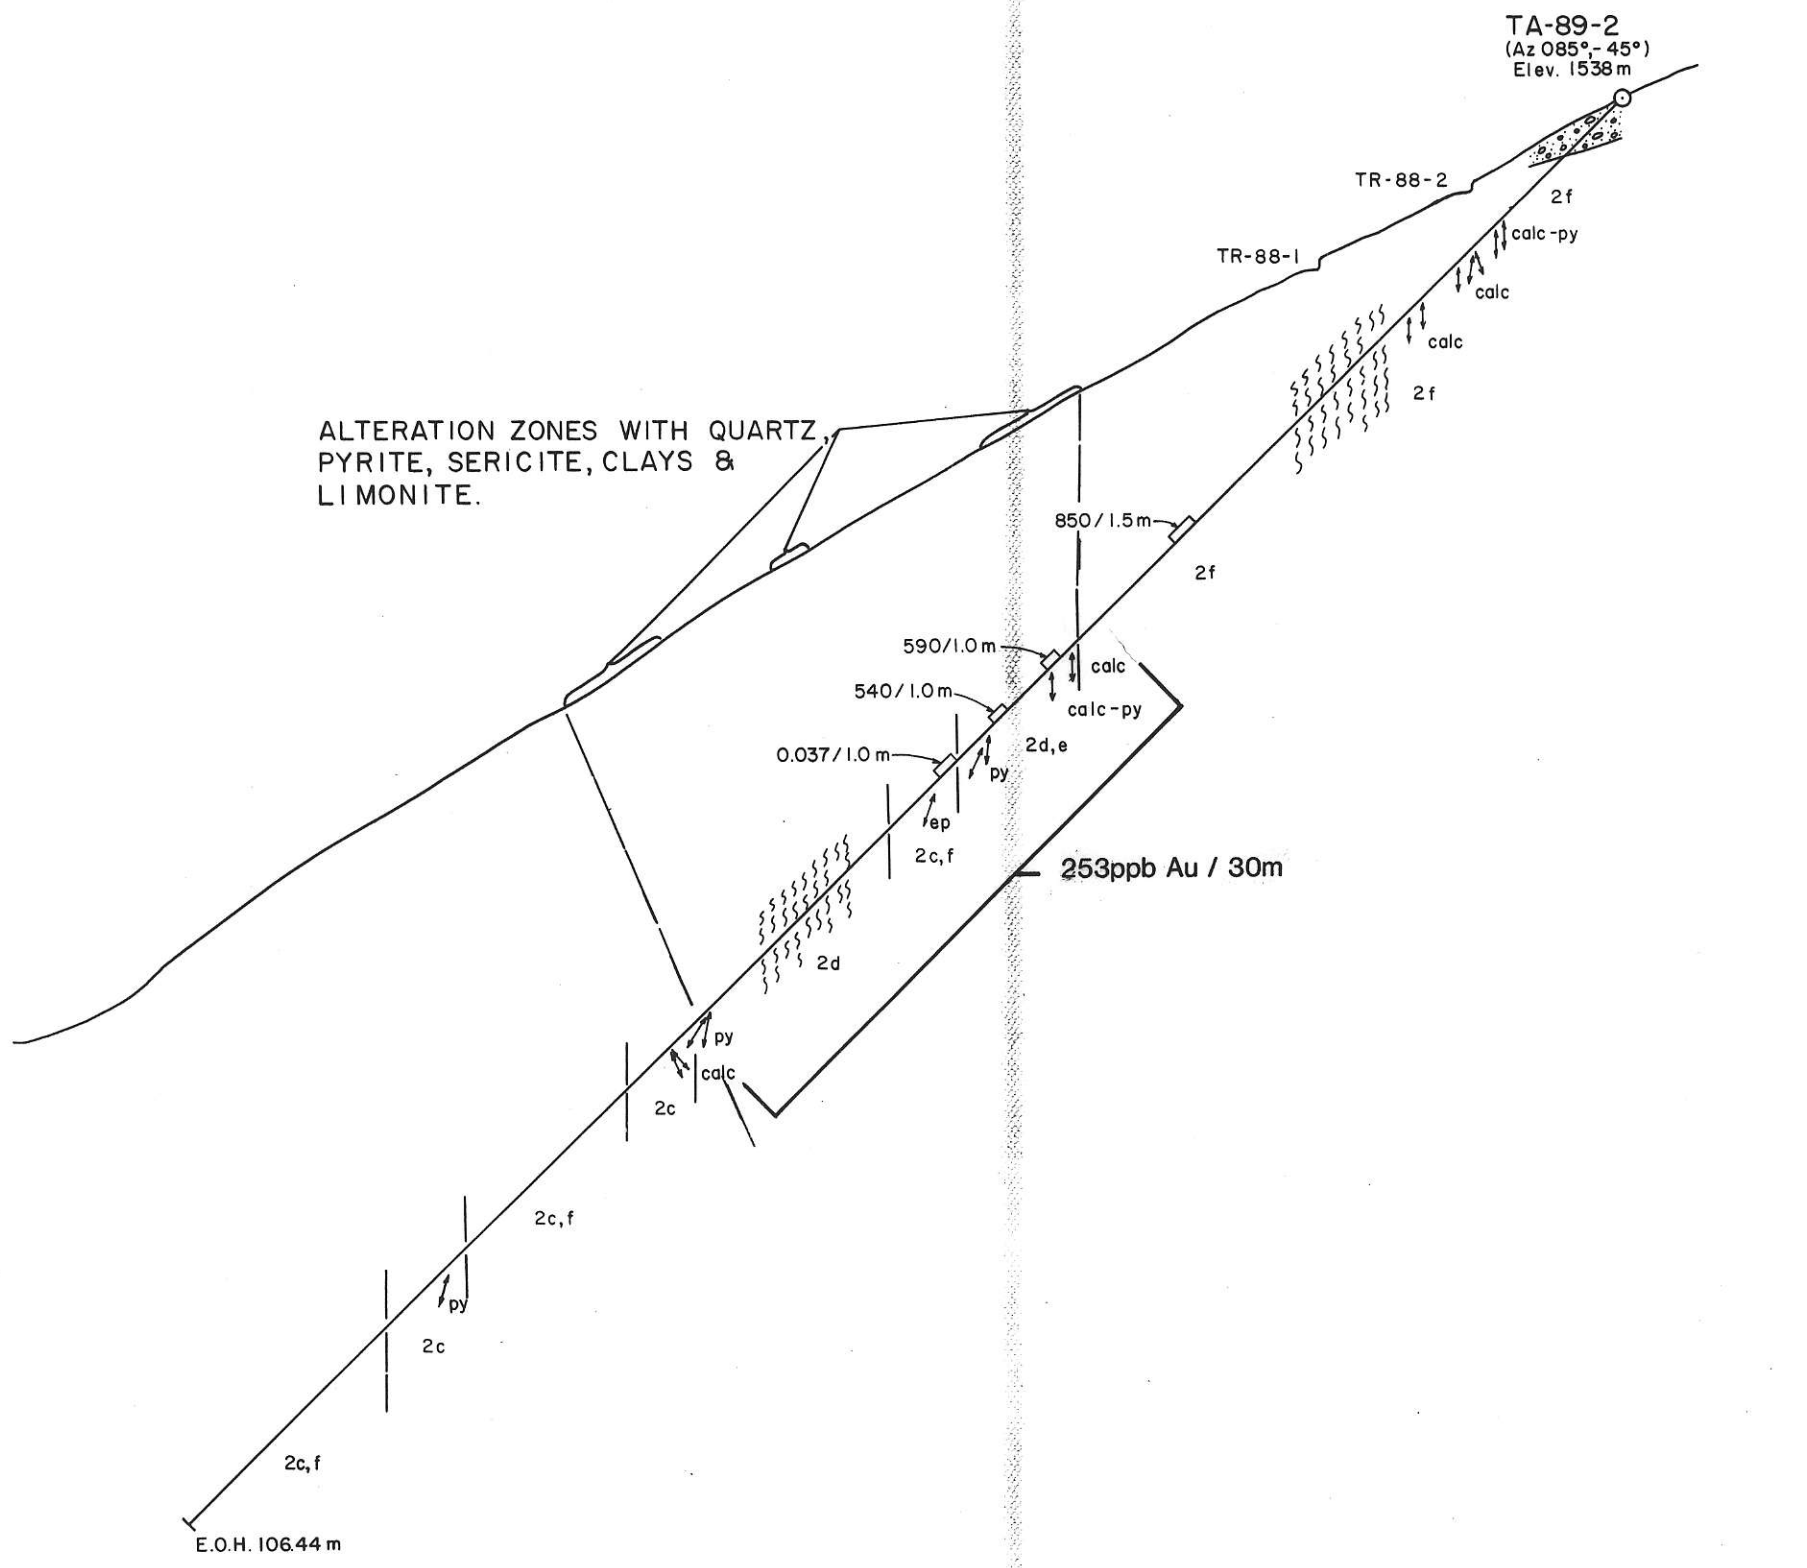 TA-89-2
(Az 085°,-45°)
Elev. 1538m
TR-88-2
2f
calc-py
TR-88-1
calc
calc
2f
ALTERATION ZONES WITH QUARTZ,
PYRITE, SERICITE, CLAYS &
LIMONITE.
850/1.5m
2f
590/1.0m
calc
540/1.0m
calc-py
2d,e
0.037/1.0m
py
ep
2c,f
253ppb Au / 30m
2d
py
calc
2c
2c,f
py
2c
2c,f
E.O.H. 106.44m